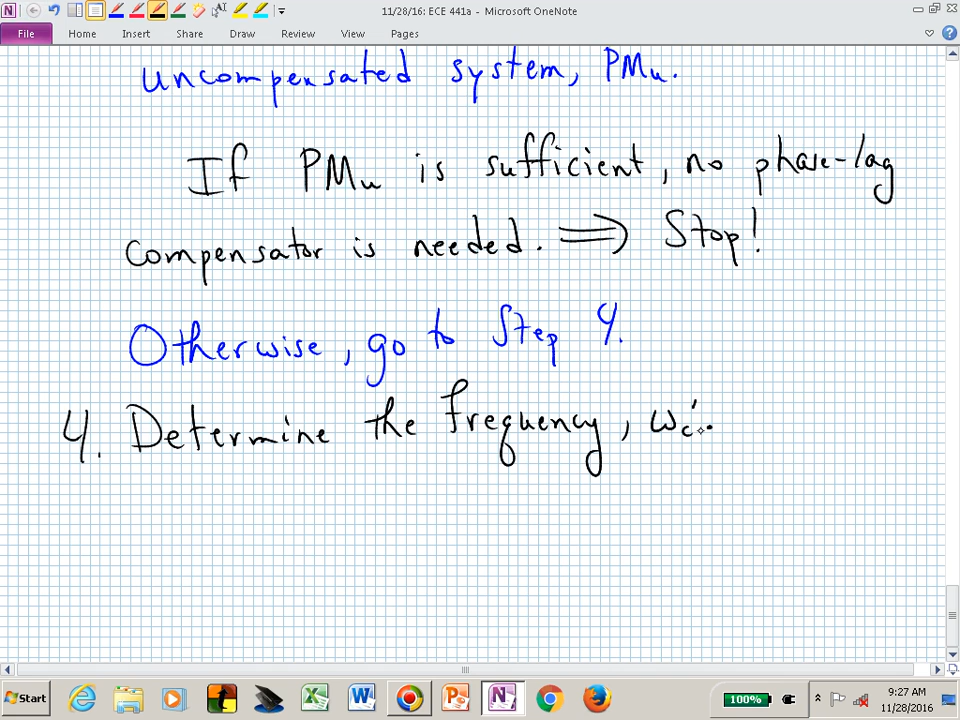 11/28/16: ECE 441a - Microsoft OneNote
File Home Insert Share Draw Review View Pages
uncompensated system, PMu.
If PMu is sufficient, no phase-lag
compensator is needed. ⟹ Stop!
Otherwise, go to Step 4.
4. Determine the frequency, ωc'
Start
100%
9:27 AM
11/28/2016